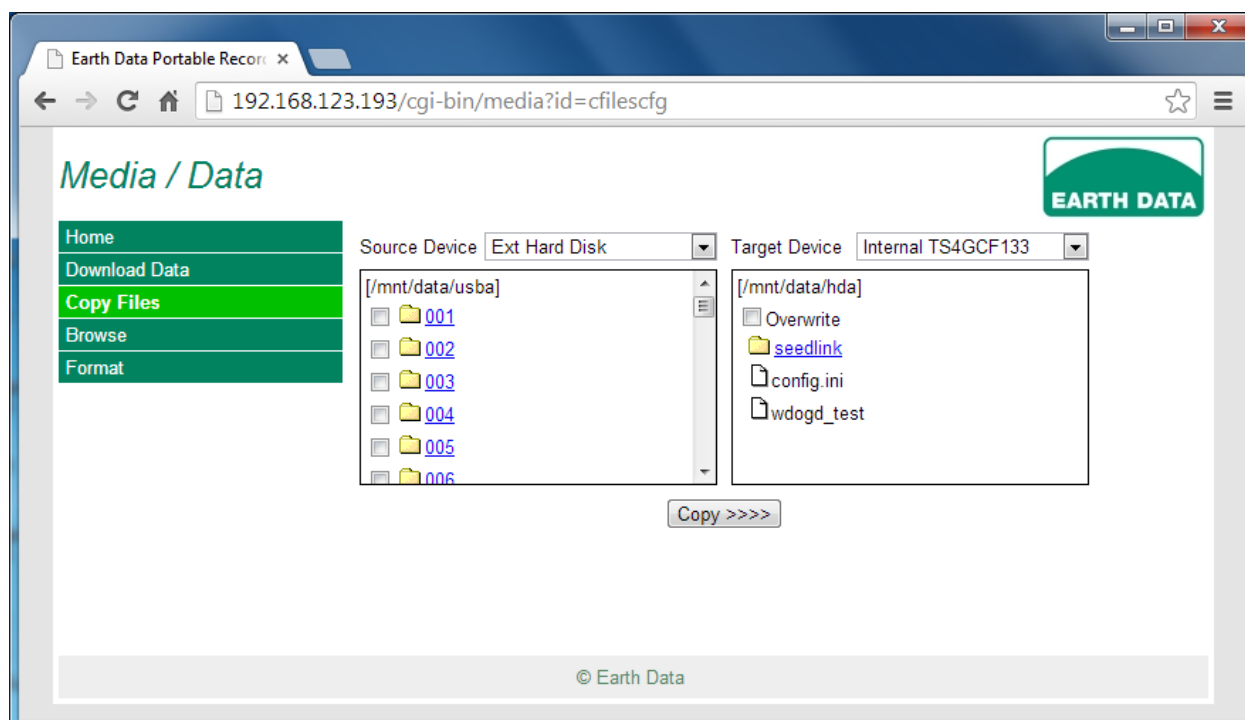 Earth Data Portable Recor
192.168.123.193/cgi-bin/media?id=cfilescfg
Media / Data
EARTH DATA
Home
Download Data
Copy Files
Browse
Format
Source Device Ext Hard Disk
[/mnt/data/usba]
001
002
003
004
005
006
Target Device Internal TS4GCF133
[/mnt/data/hda]
Overwrite
seedlink
config.ini
wdogd_test
Copy >>>>
© Earth Data